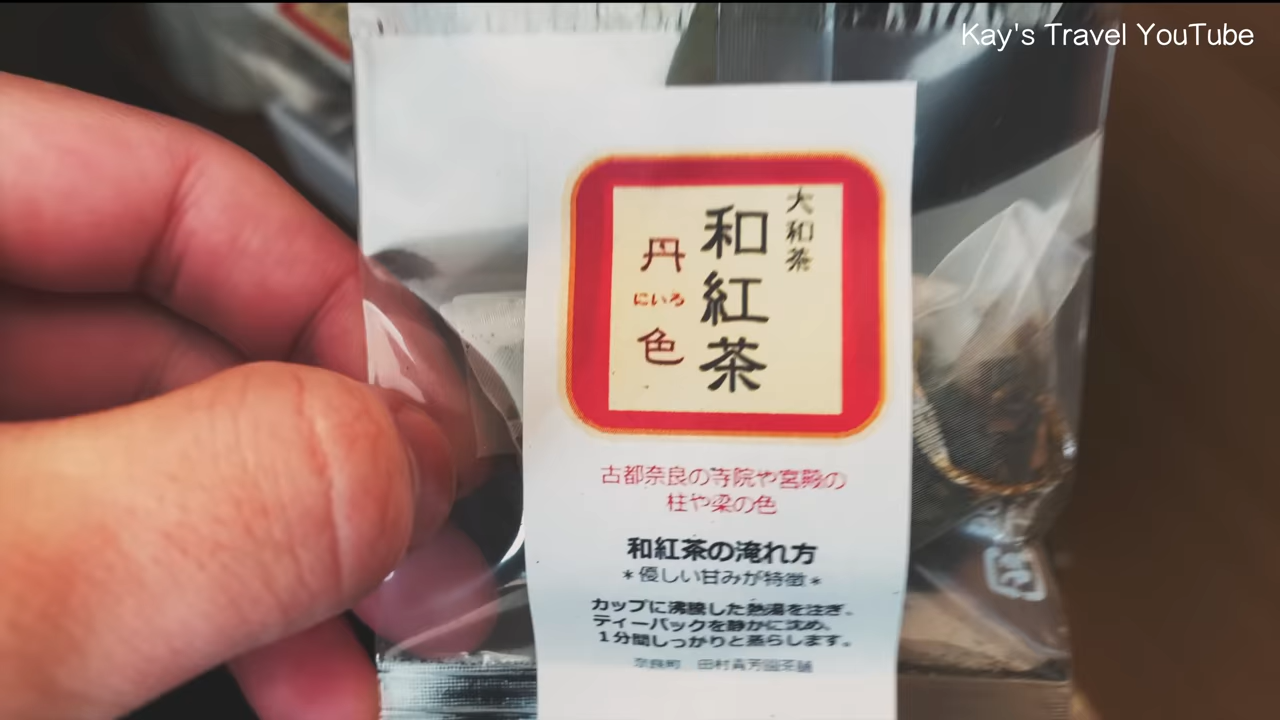 Kay's Travel YouTube
大和茶
和紅茶
丹色
にいろ
古都奈良の寺院や宮殿の
柱や梁の色
和紅茶の淹れ方
*優しい甘みが特徴*
カップに沸騰した熱湯を注ぎ、
ティーバックを静かに沈め、
1分間しっかりと蒸らします。
奈良町 田村青芳園茶舗